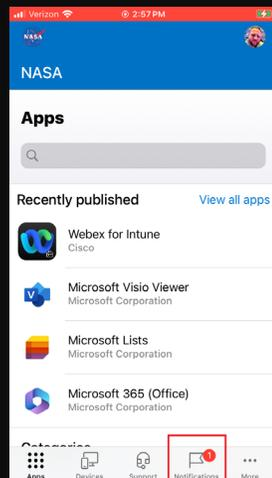 Verizon 2:57 PM
NASA
NASA
Apps
Recently published View all apps
Webex for Intune
Cisco
Microsoft Visio Viewer
Microsoft Corporation
Microsoft Lists
Microsoft Corporation
Microsoft 365 (Office)
Microsoft Corporation
Categories
1
Apps Devices Support Notifications More